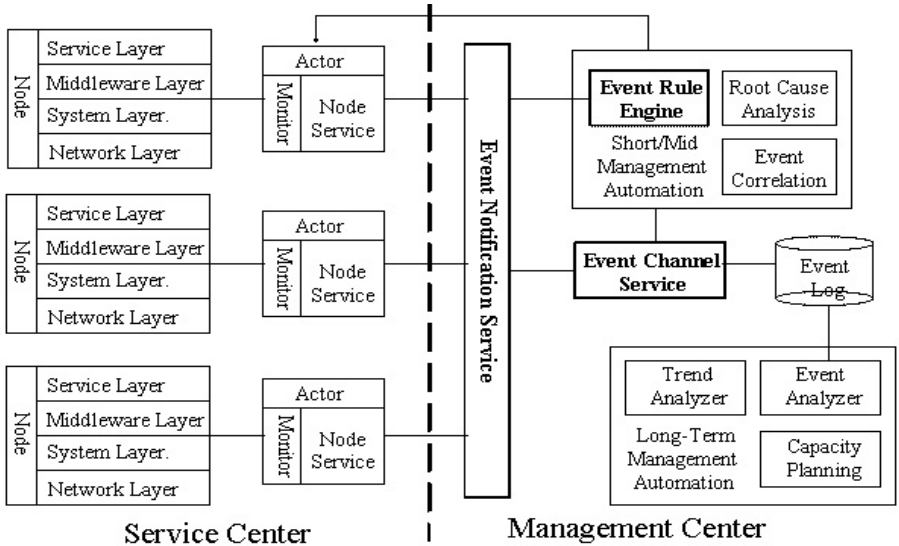 Node
Service Layer
Middleware Layer
System Layer.
Network Layer
Actor
Monitor
Node
Service
Node
Service Layer
Middleware Layer
System Layer.
Network Layer
Actor
Monitor
Node
Service
Node
Service Layer
Middleware Layer
System Layer.
Network Layer
Actor
Monitor
Node
Service
Service Center
Event Notification Service
Event Rule
Engine
Root Cause
Analysis
Short/Mid
Management
Automation
Event
Correlation
Event Channel
Service
Event
Log
Trend
Analyzer
Event
Analyzer
Long-Term
Management
Automation
Capacity
Planning
Management Center